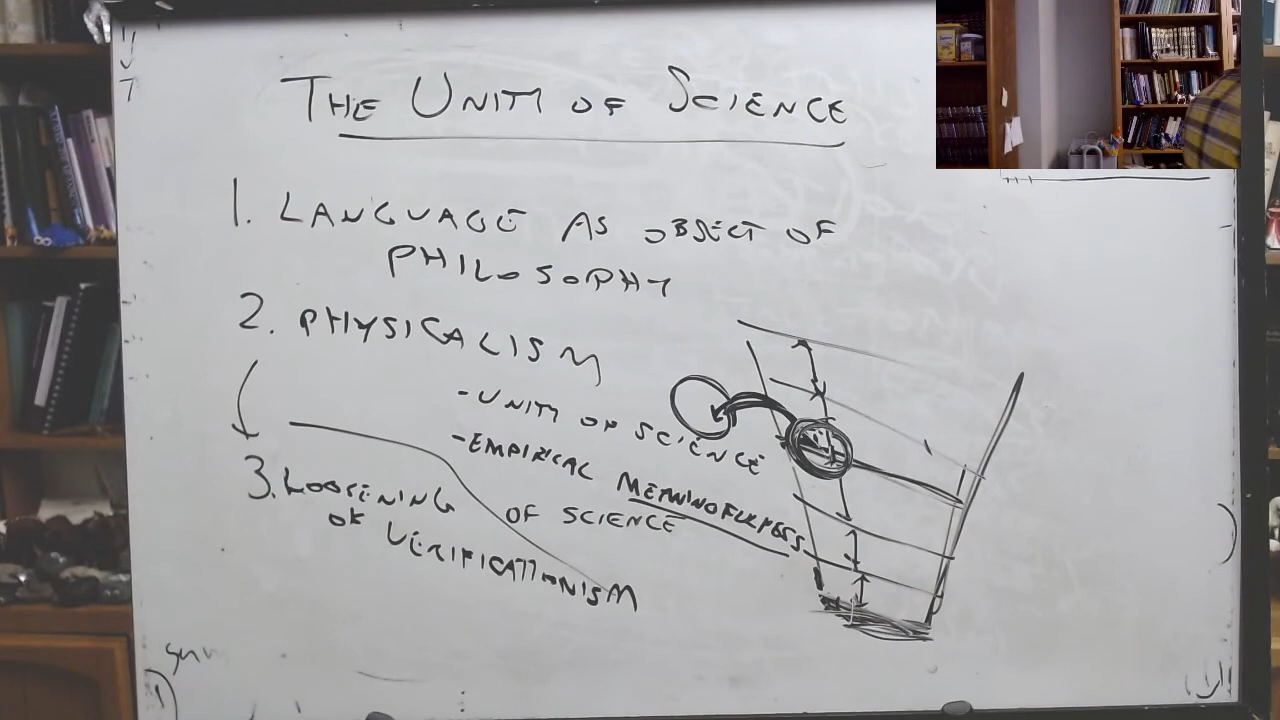 THE UNITY OF SCIENCE
1. LANGUAGE AS OBJECT OF
PHILOSOPHY
2. PHYSICALISM
- UNITY OF SCIENCE
- EMPIRICAL MEANINGFULNESS
OF SCIENCE
3. LOOSENING
OF VERIFICATIONISM